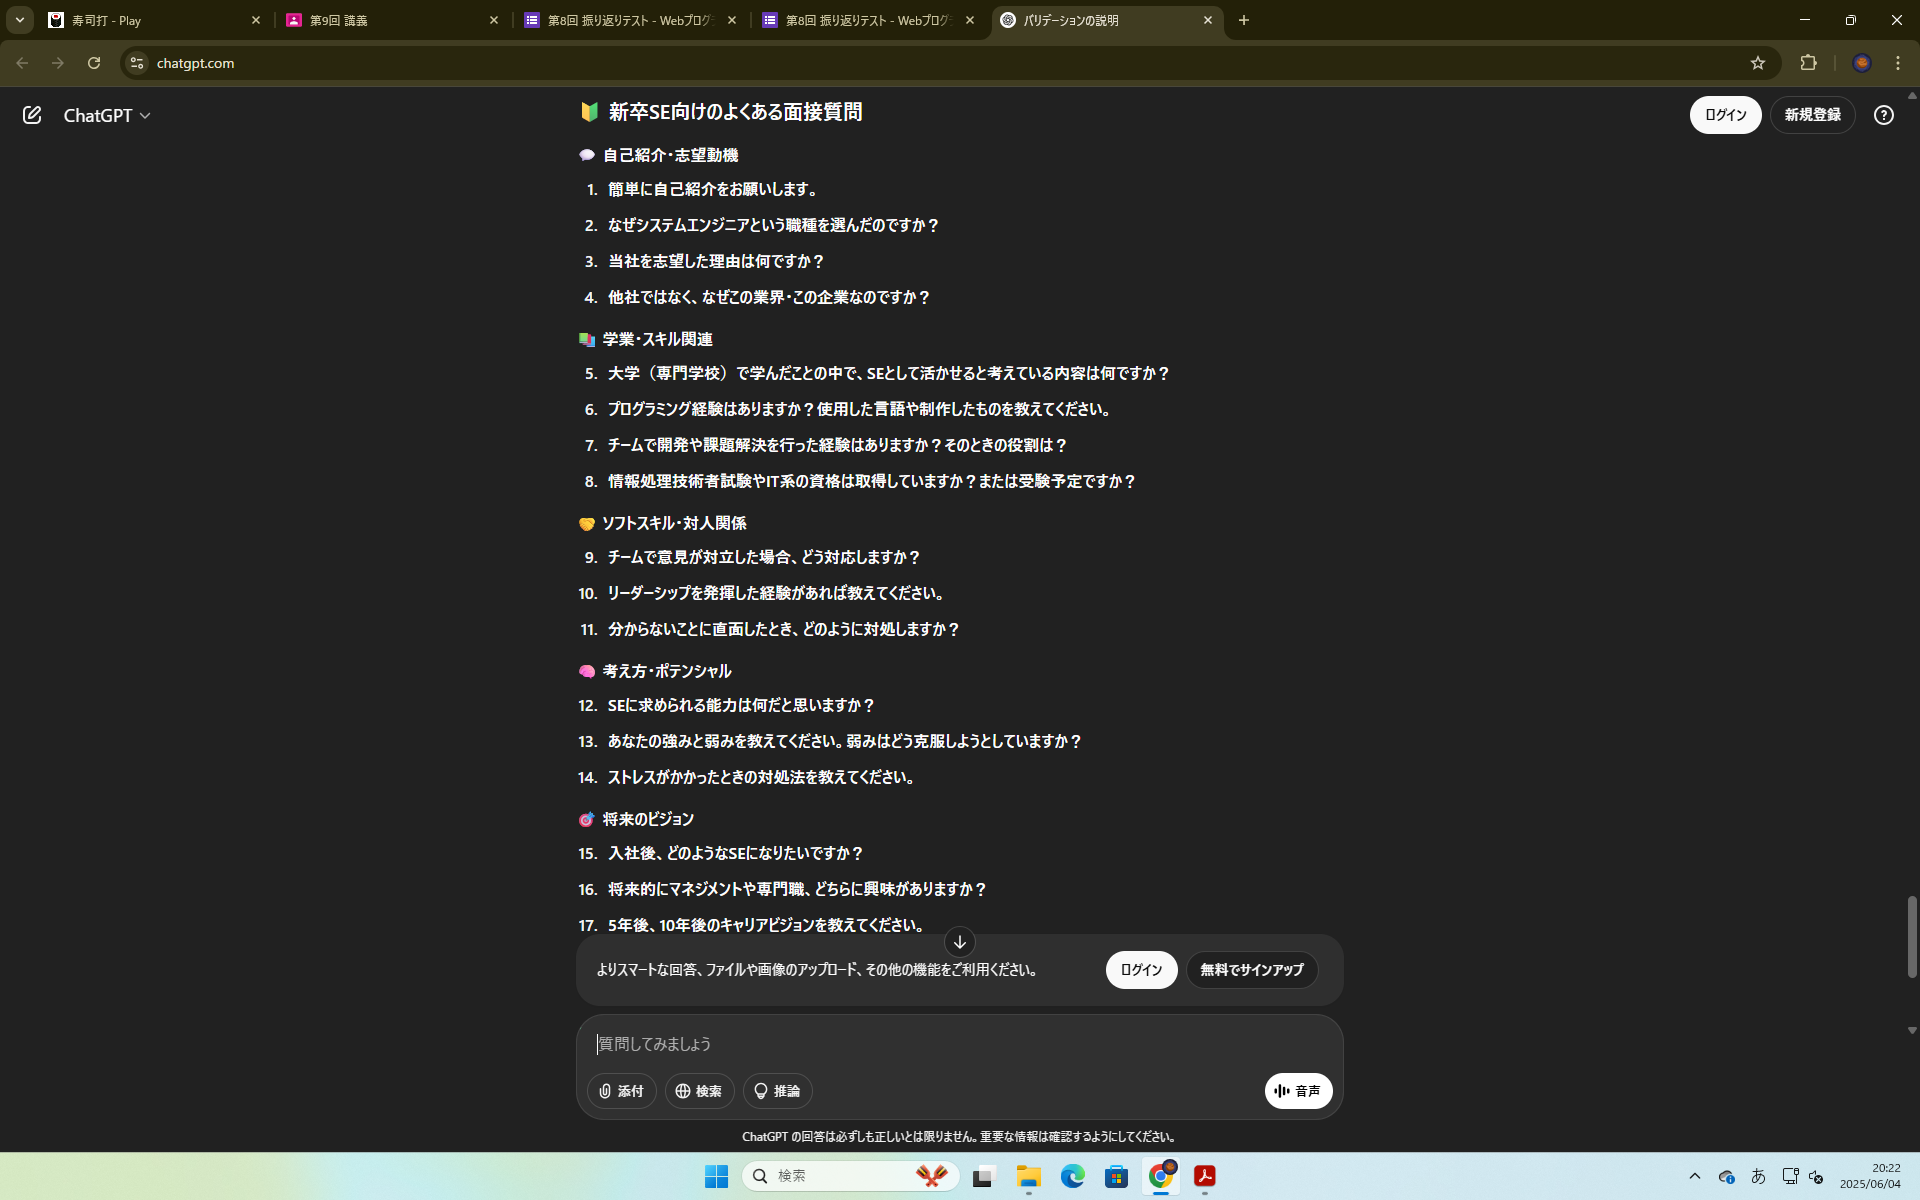 寿司打 - Play
第9回 講義
第8回 振り返りテスト - Webプログ
第8回 振り返りテスト - Webプログ
バリデーションの説明
chatgpt.com
ChatGPT
ログイン
新規登録
新卒SE向けのよくある面接質問
自己紹介・志望動機
1. 簡単に自己紹介をお願いします。
2. なぜシステムエンジニアという職種を選んだのですか？
3. 当社を志望した理由は何ですか？
4. 他社ではなく、なぜこの業界・この企業なのですか？
学業・スキル関連
5. 大学（専門学校）で学んだことの中で、SEとして活かせると考えている内容は何ですか？
6. プログラミング経験はありますか？使用した言語や制作したものを教えてください。
7. チームで開発や課題解決を行った経験はありますか？そのときの役割は？
8. 情報処理技術者試験やIT系の資格は取得していますか？または受験予定ですか？
ソフトスキル・対人関係
9. チームで意見が対立した場合、どう対応しますか？
10. リーダーシップを発揮した経験があれば教えてください。
11. 分からないことに直面したとき、どのように対処しますか？
考え方・ポテンシャル
12. SEに求められる能力は何だと思いますか？
13. あなたの強みと弱みを教えてください。弱みはどう克服しようとしていますか？
14. ストレスがかかったときの対処法を教えてください。
将来のビジョン
15. 入社後、どのようなSEになりたいですか？
16. 将来的にマネジメントや専門職、どちらに興味がありますか？
17. 5年後、10年後のキャリアビジョンを教えてください。
よりスマートな回答、ファイルや画像のアップロード、その他の機能をご利用ください。
ログイン
無料でサインアップ
質問してみましょう
添付
検索
推論
音声
ChatGPT の回答は必ずしも正しいとは限りません。重要な情報は確認するようにしてください。
検索
あ
20:22
2025/06/04